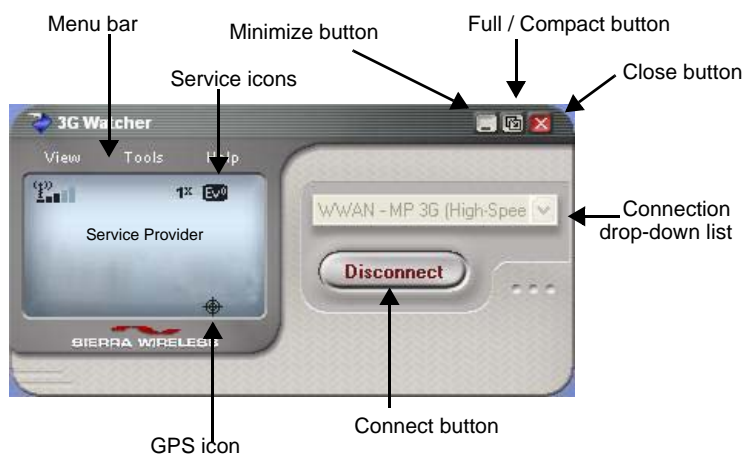 Menu bar
Minimize button
Full / Compact button
Service icons
Close button
3G Watcher
View Tools Help
1X Ev
Service Provider
WWAN - MP 3G (High-Spee
Connection
drop-down list
Disconnect
SIERRA WIRELESS
GPS icon
Connect button